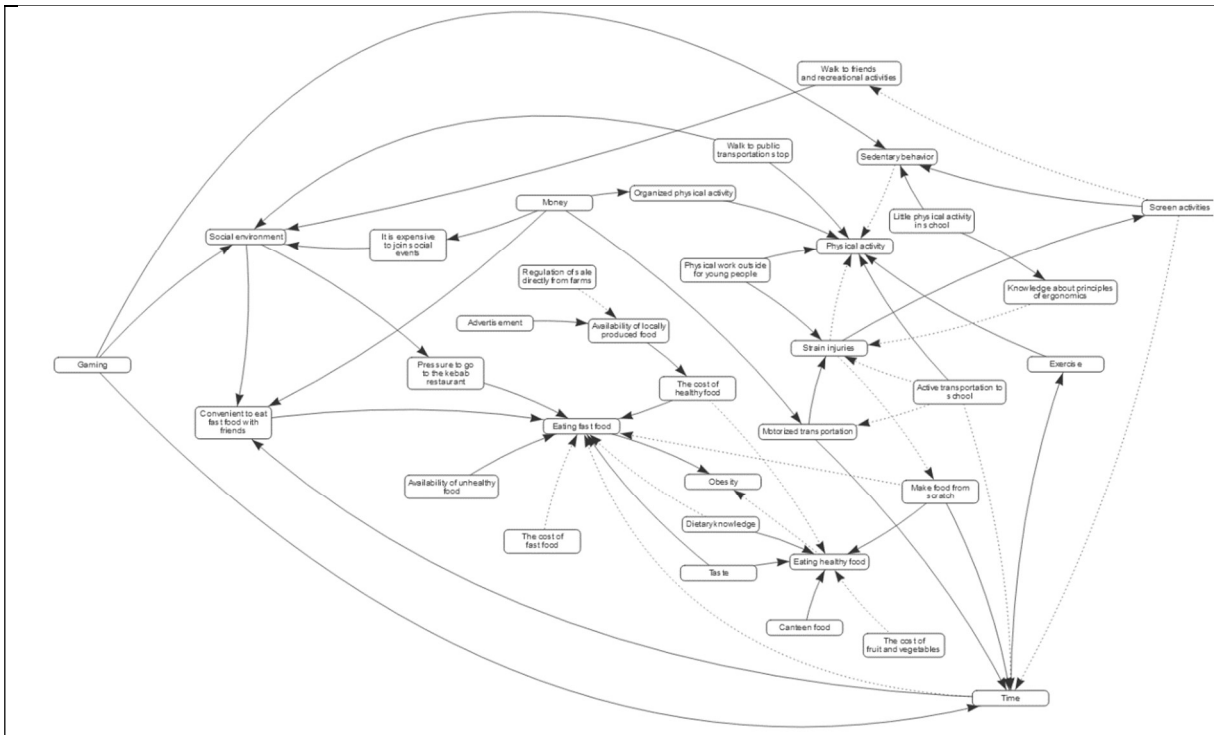 Walk to friends
and recreational activities
Walk to public
transportation stop
Sedentary behavior
Organized physical activity
Money
Screen activities
Little physical activity
in school
Social environment
It is expensive
to join social
events
Physical activity
Physical work outside
for young people
Regulation of sale
directly from farms
Knowledge about principles
of ergonomics
Advertisement
Availability of locally
produced food
Strain injuries
Gaming
Pressure to go
to the kebab
restaurant
Exercise
The cost of
healthy food
Active transportation to
school
Convenient to eat
fast food with
friends
Eating fast food
Motorized transportation
Availability of unhealthy
food
Obesity
Make food from
scratch
Dietary knowledge
The cost of
fast food
Eating healthy food
Taste
Canteen food
The cost of
fruit and vegetables
Time